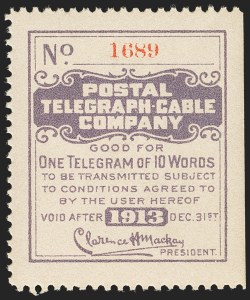 No. 1689
POSTAL
TELEGRAPH-CABLE
COMPANY
GOOD FOR
ONE TELEGRAM OF 10 WORDS
TO BE TRANSMITTED SUBJECT
TO CONDITIONS AGREED TO
BY THE USER HEREOF
VOID AFTER 1913 DEC. 31ST
Clarence H Mackay
PRESIDENT.